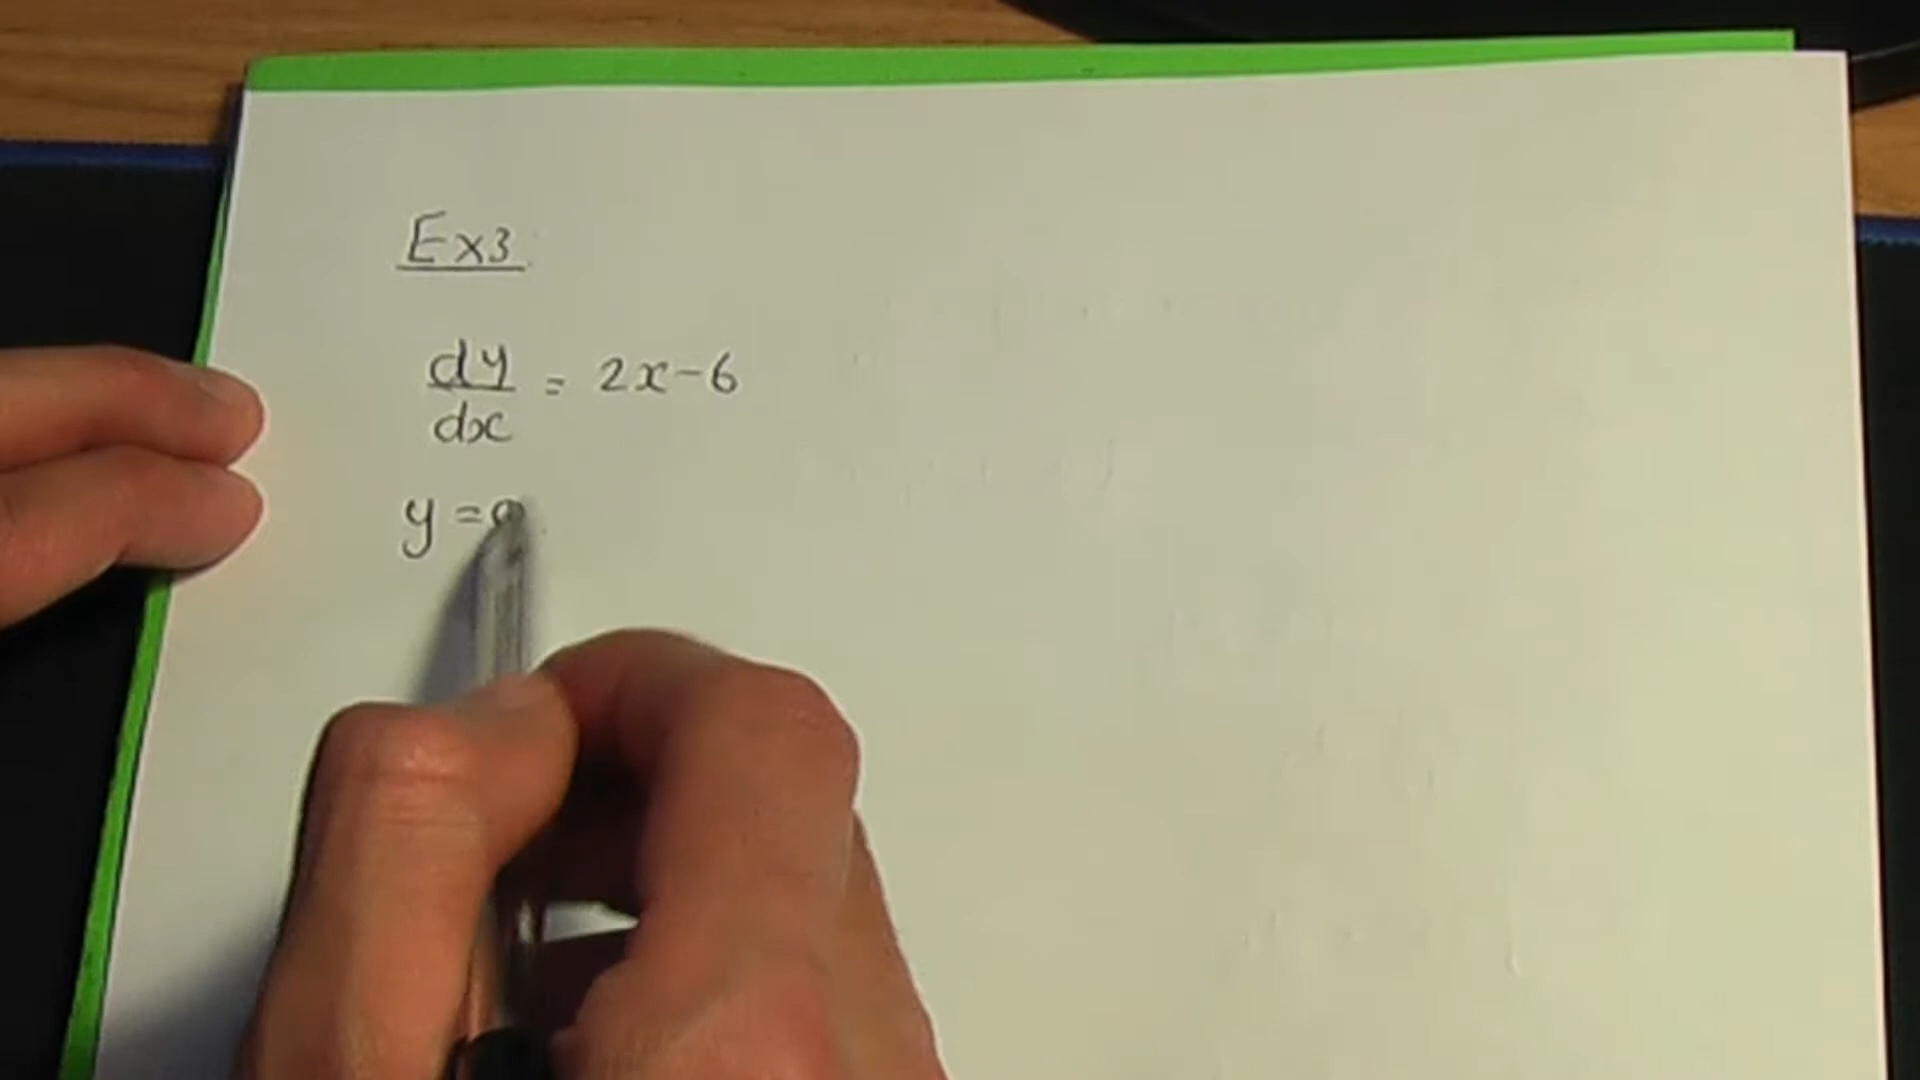 Ex3
dy/dx = 2x-6
y =